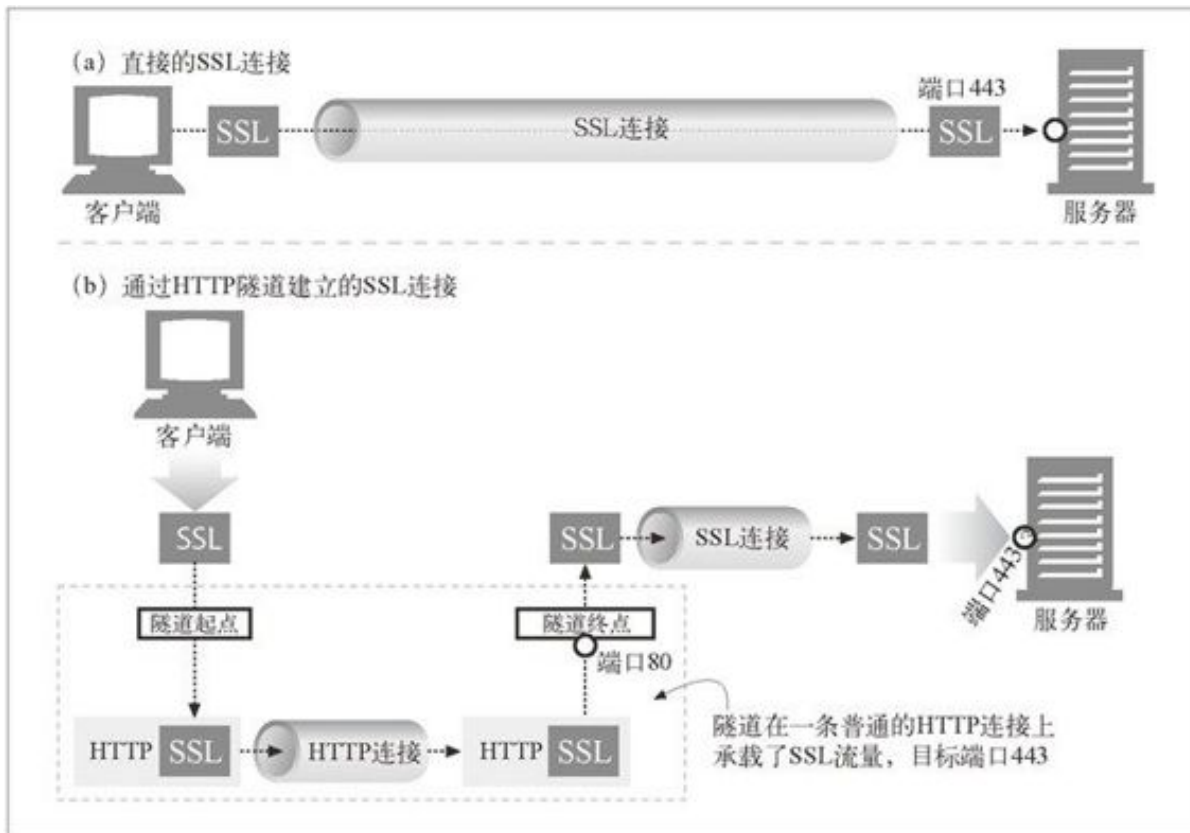 (a) 直接的SSL连接
端口443
SSL
SSL连接
SSL
客户端
服务器
(b) 通过HTTP隧道建立的SSL连接
客户端
SSL
SSL
SSL连接
SSL
端口443
服务器
隧道起点
隧道终点
端口80
HTTP
SSL
HTTP连接
HTTP
SSL
隧道在一条普通的HTTP连接上
承载了SSL流量，目标端口443